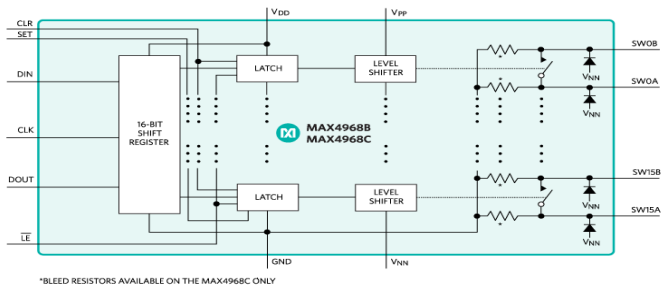 VDD
VPP
CLR
SET
DIN
CLK
DOUT
LE
16-BIT
SHIFT
REGISTER
LATCH
LEVEL
SHIFTER
*
*
VNN
VNN
SW0B
SW0A
MAX4968B
MAX4968C
LATCH
LEVEL
SHIFTER
*
*
VNN
VNN
SW15B
SW15A
GND
VNN
*BLEED RESISTORS AVAILABLE ON THE MAX4968C ONLY